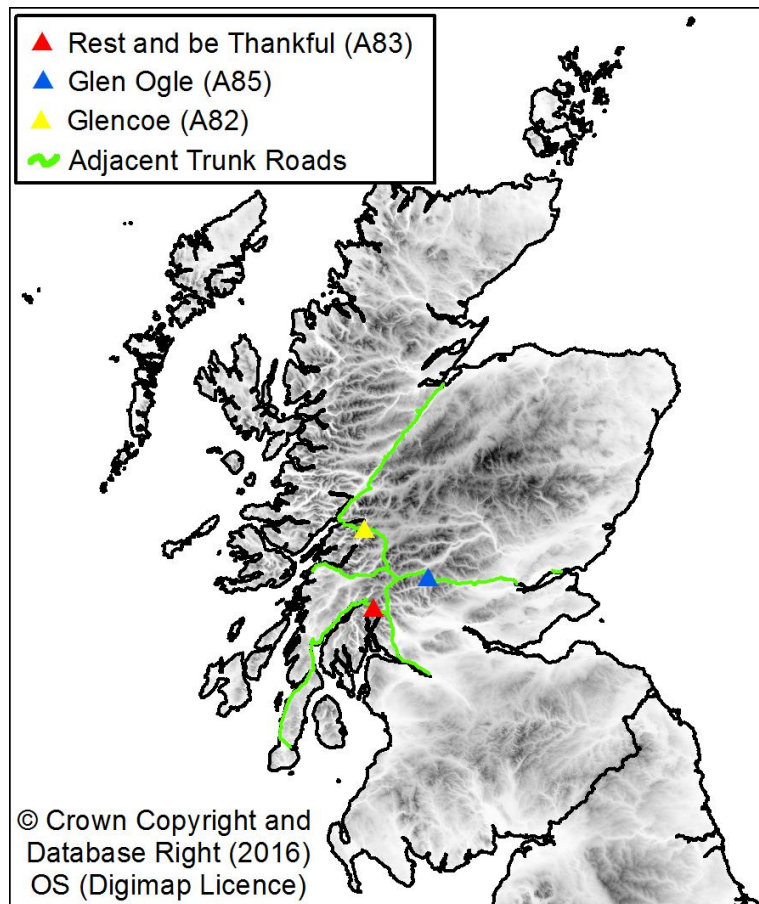 Rest and be Thankful (A83)
Glen Ogle (A85)
Glencoe (A82)
Adjacent Trunk Roads
© Crown Copyright and
Database Right (2016)
OS (Digimap Licence)